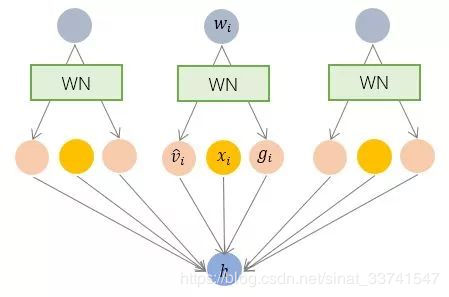 w_i
WN WN WN
v̂_i x_i g_i
h
https://blog.csdn.net/sinat_33741547